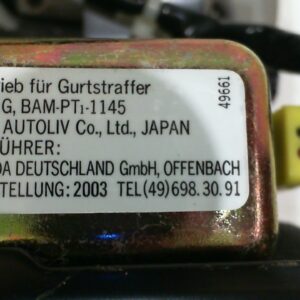 ieb für Gurtstraffer
G, BAM-PT₁-1145
AUTOLIV Co., Ltd., JAPAN
ÜHRER:
DA DEUTSCHLAND GmbH, OFFENBACH
STELLUNG: 2003 TEL(49)698.30.91
49661